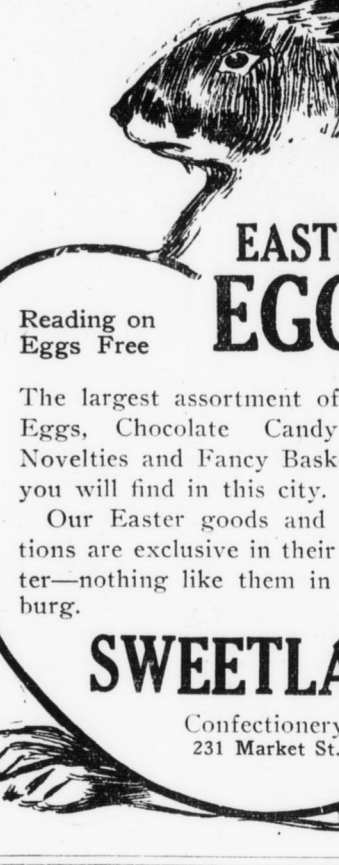 EAST
EGG
Reading on
Eggs Free
The largest assortment of
Eggs, Chocolate Candy
Novelties and Fancy Bask
you will find in this city.
Our Easter goods and
tions are exclusive in their
ter—nothing like them in
burg.
SWEETLA
Confectionery
231 Market St.